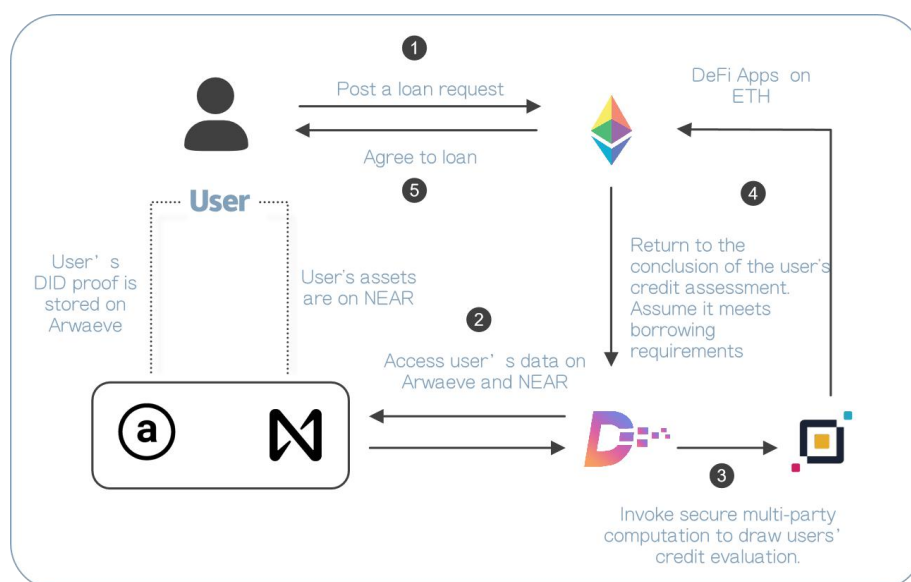 1
Post a loan request
DeFi Apps on
ETH
Agree to loan
5
User
4
User's
DID proof is
stored on
Arwaeve
User's assets
are on NEAR
Return to the
conclusion of the user's
credit assessment.
Assume it meets
borrowing
requirements
2
Access user's data on
Arwaeve and NEAR
a
3
Invoke secure multi-party
computation to draw users'
credit evaluation.